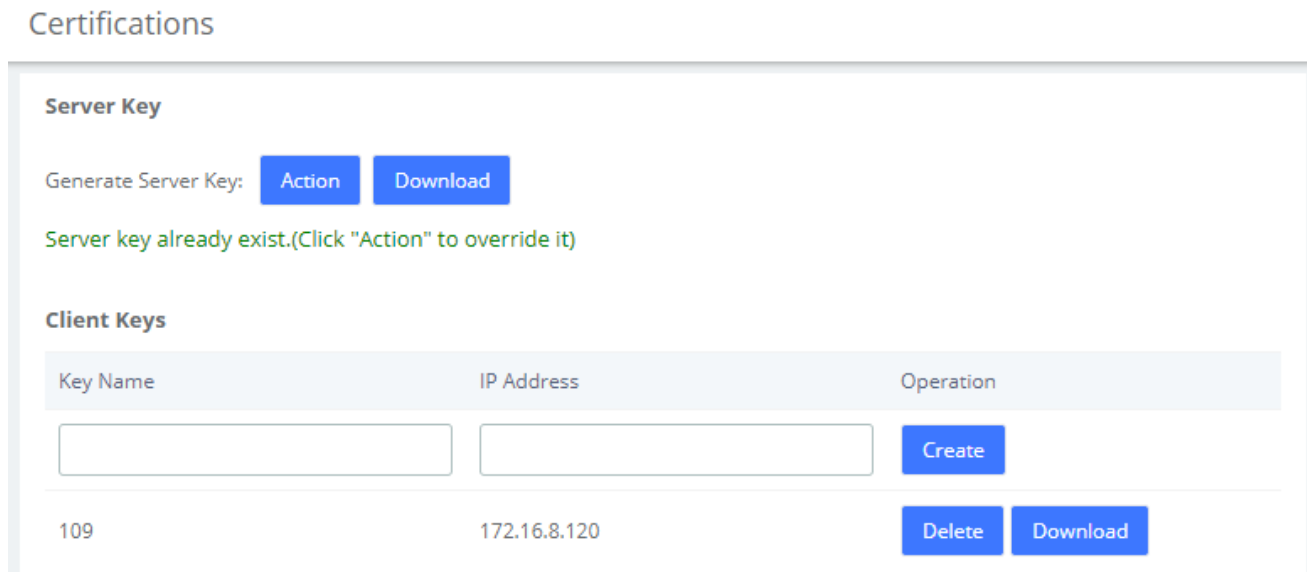 Certifications
Server Key
Generate Server Key: Action Download
Server key already exist.(Click "Action" to override it)
Client Keys
Key Name IP Address Operation
Create
109 172.16.8.120 Delete Download